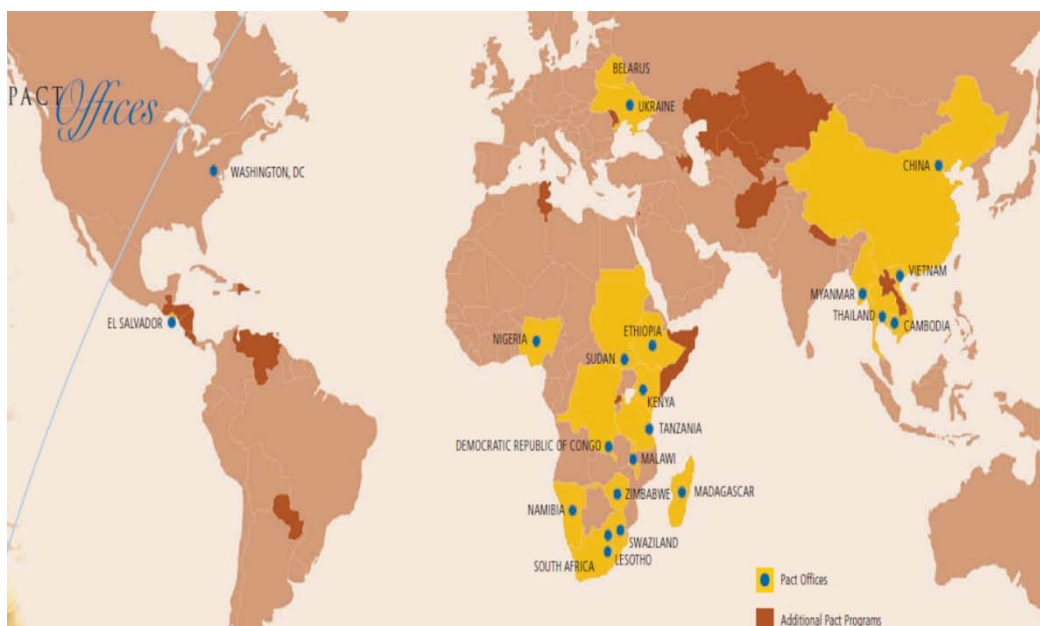 PACT Offices
WASHINGTON, DC
EL SALVADOR
BELARUS
UKRAINE
CHINA
VIETNAM
MYANMAR
THAILAND
CAMBODIA
NIGERIA
ETHIOPIA
SUDAN
KENYA
TANZANIA
DEMOCRATIC REPUBLIC OF CONGO
MALAWI
ZIMBABWE
MADAGASCAR
NAMIBIA
SWAZILAND
LESOTHO
SOUTH AFRICA
Pact Offices
Additional Pact Programs